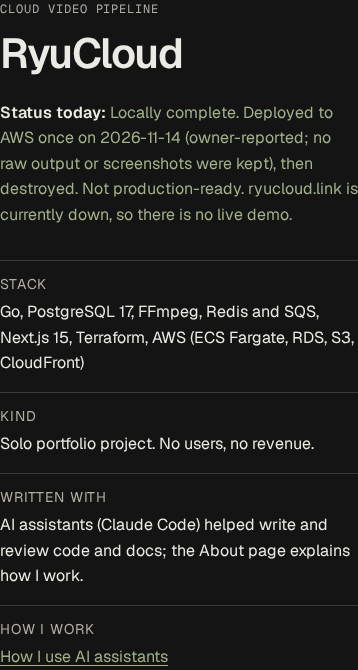 CLOUD VIDEO PIPELINE
RyuCloud
Status today: Locally complete. Deployed to
AWS once on 2026-11-14 (owner-reported; no
raw output or screenshots were kept), then
destroyed. Not production-ready. ryucloud.link is
currently down, so there is no live demo.
STACK
Go, PostgreSQL 17, FFmpeg, Redis and SQS,
Next.js 15, Terraform, AWS (ECS Fargate, RDS, S3,
CloudFront)
KIND
Solo portfolio project. No users, no revenue.
WRITTEN WITH
AI assistants (Claude Code) helped write and
review code and docs; the About page explains
how I work.
HOW I WORK
How I use AI assistants